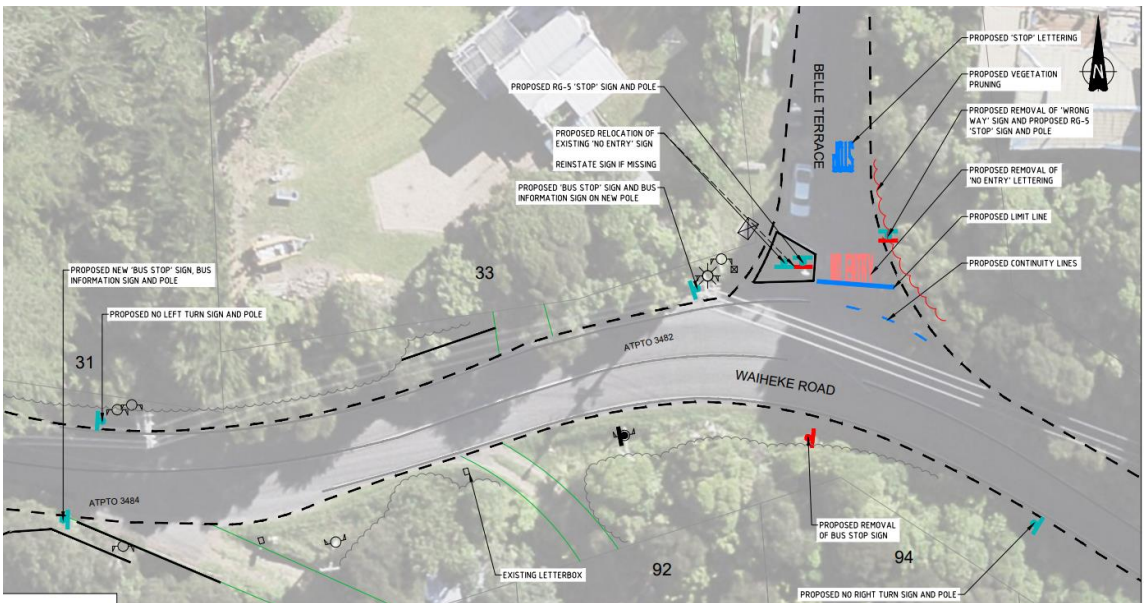 PROPOSED 'STOP' LETTERING
PROPOSED VEGETATION
PRUNING
PROPOSED REMOVAL OF 'WRONG
WAY' SIGN AND PROPOSED RG-5
'STOP' SIGN AND POLE
PROPOSED REMOVAL OF
'NO ENTRY' LETTERING
PROPOSED LIMIT LINE
PROPOSED CONTINUITY LINES
N
BELLE TERRACE
STOP
NO ENTRY
PROPOSED RG-5 'STOP' SIGN AND POLE
PROPOSED RELOCATION OF
EXISTING 'NO ENTRY' SIGN
REINSTATE SIGN IF MISSING
PROPOSED 'BUS STOP' SIGN AND BUS
INFORMATION SIGN ON NEW POLE
33
PROPOSED NEW 'BUS STOP' SIGN, BUS
INFORMATION SIGN AND POLE
PROPOSED NO LEFT TURN SIGN AND POLE
31
ATPTO 3482
WAIHEKE ROAD
ATPTO 3484
EXISTING LETTERBOX
92
PROPOSED REMOVAL
OF BUS STOP SIGN
94
PROPOSED NO RIGHT TURN SIGN AND POLE